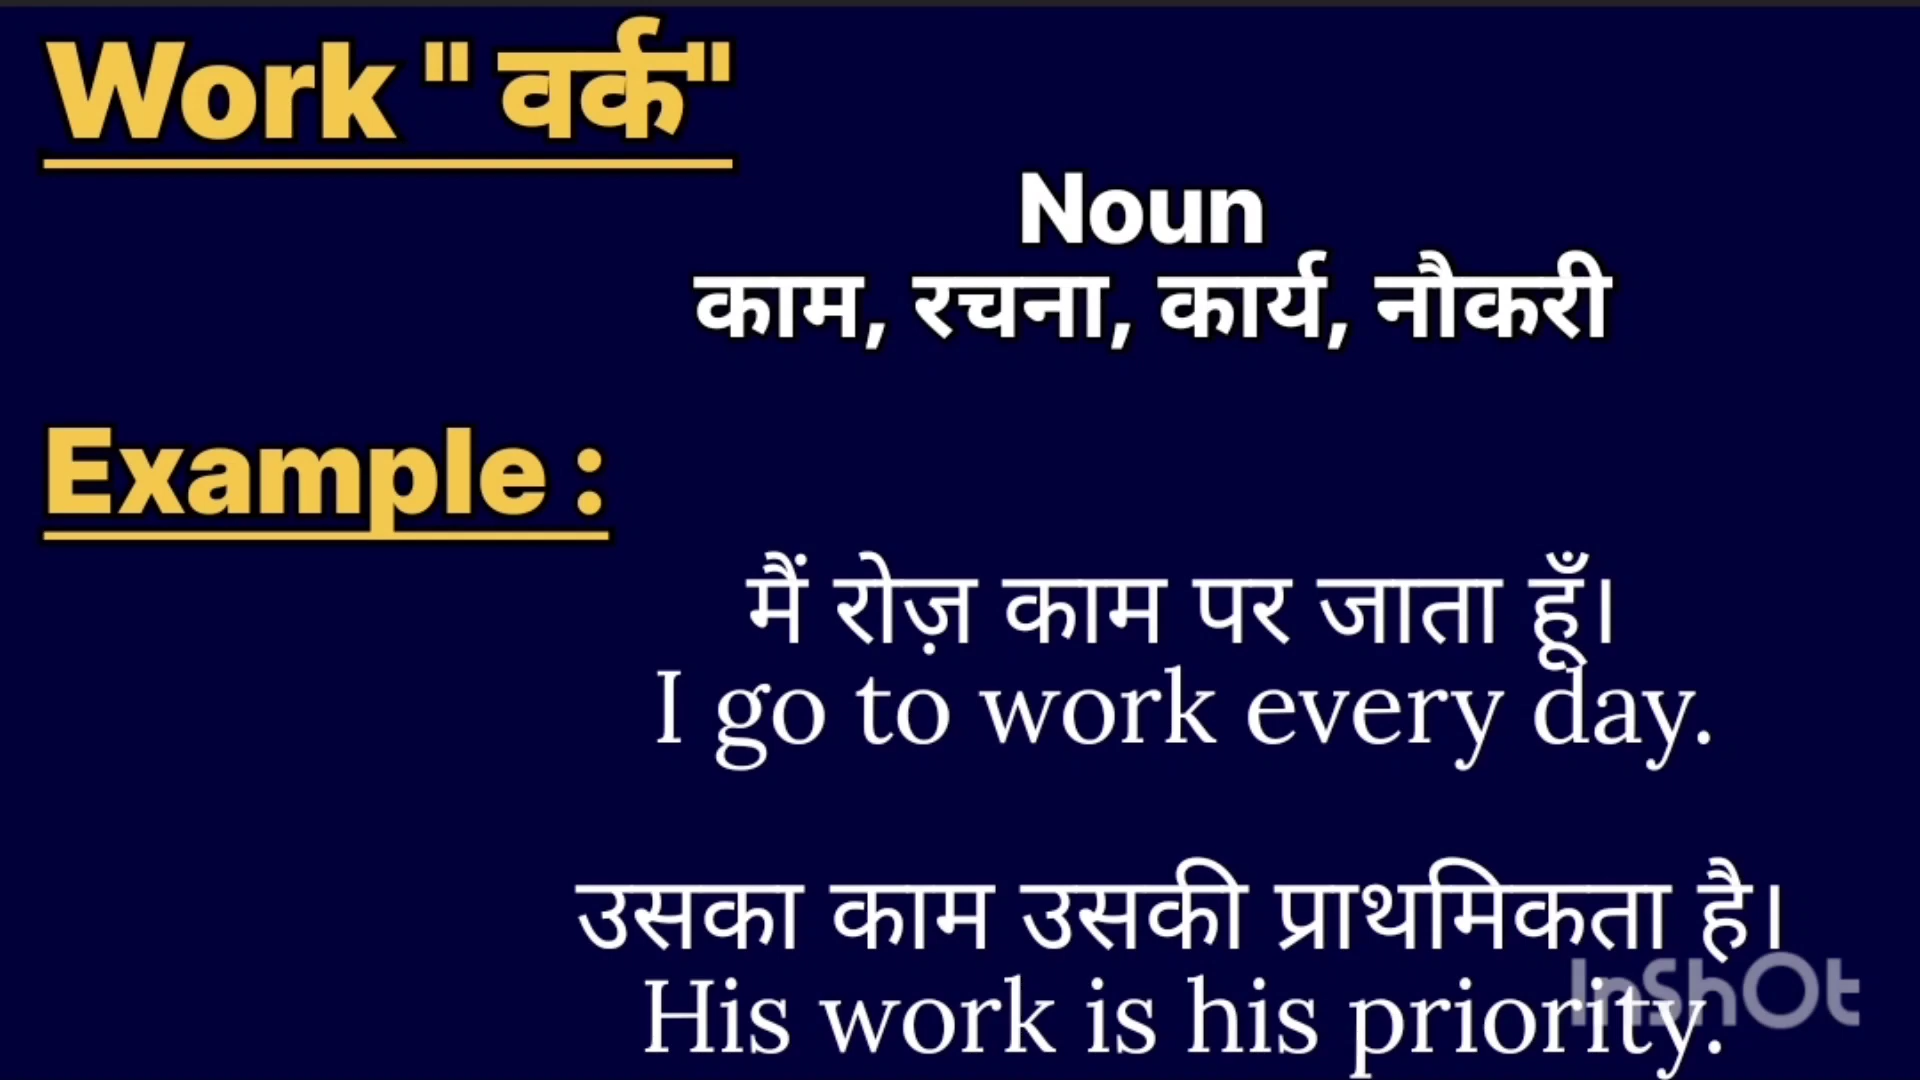 Work " वर्क"
Noun
काम, रचना, कार्य, नौकरी
Example :
मैं रोज़ काम पर जाता हूँ।
I go to work every day.
उसका काम उसकी प्राथमिकता है।
His work is his priority.
InShOt